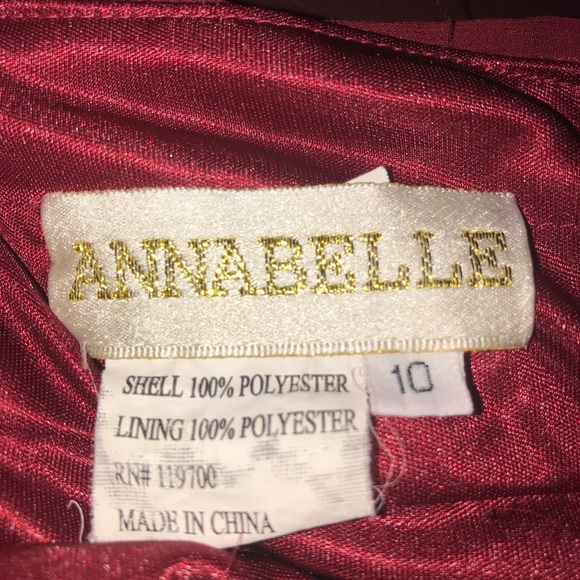 ANNABELLE
10
SHELL 100% POLYESTER
LINING 100% POLYESTER
RN# 119700
MADE IN CHINA